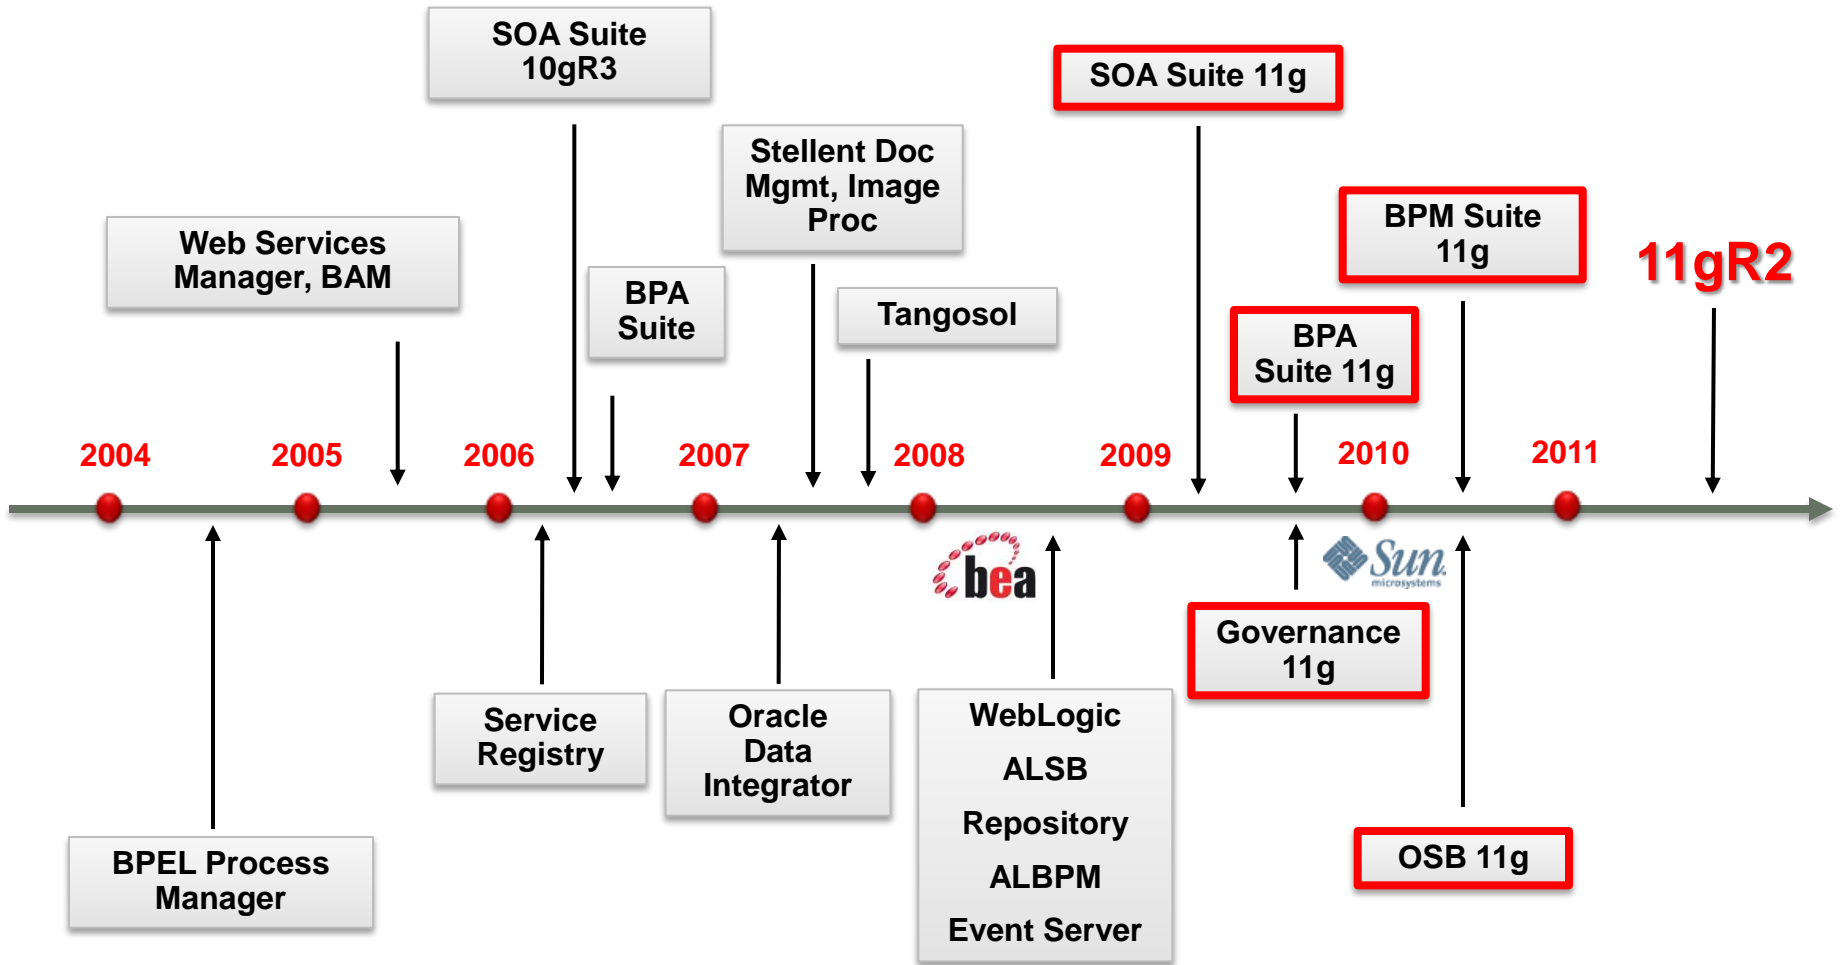 SOA Suite
10gR3
SOA Suite 11g
Stellent Doc
Mgmt, Image
Proc
Web Services
Manager, BAM
BPM Suite
11g
11gR2
BPA
Suite
Tangosol
BPA
Suite 11g
2004
2005
2006
2007
2008
2009
2010
2011
bea
Sun
microsystems
Governance
11g
Service
Registry
Oracle
Data
Integrator
WebLogic
ALSB
Repository
ALBPM
Event Server
BPEL Process
Manager
OSB 11g